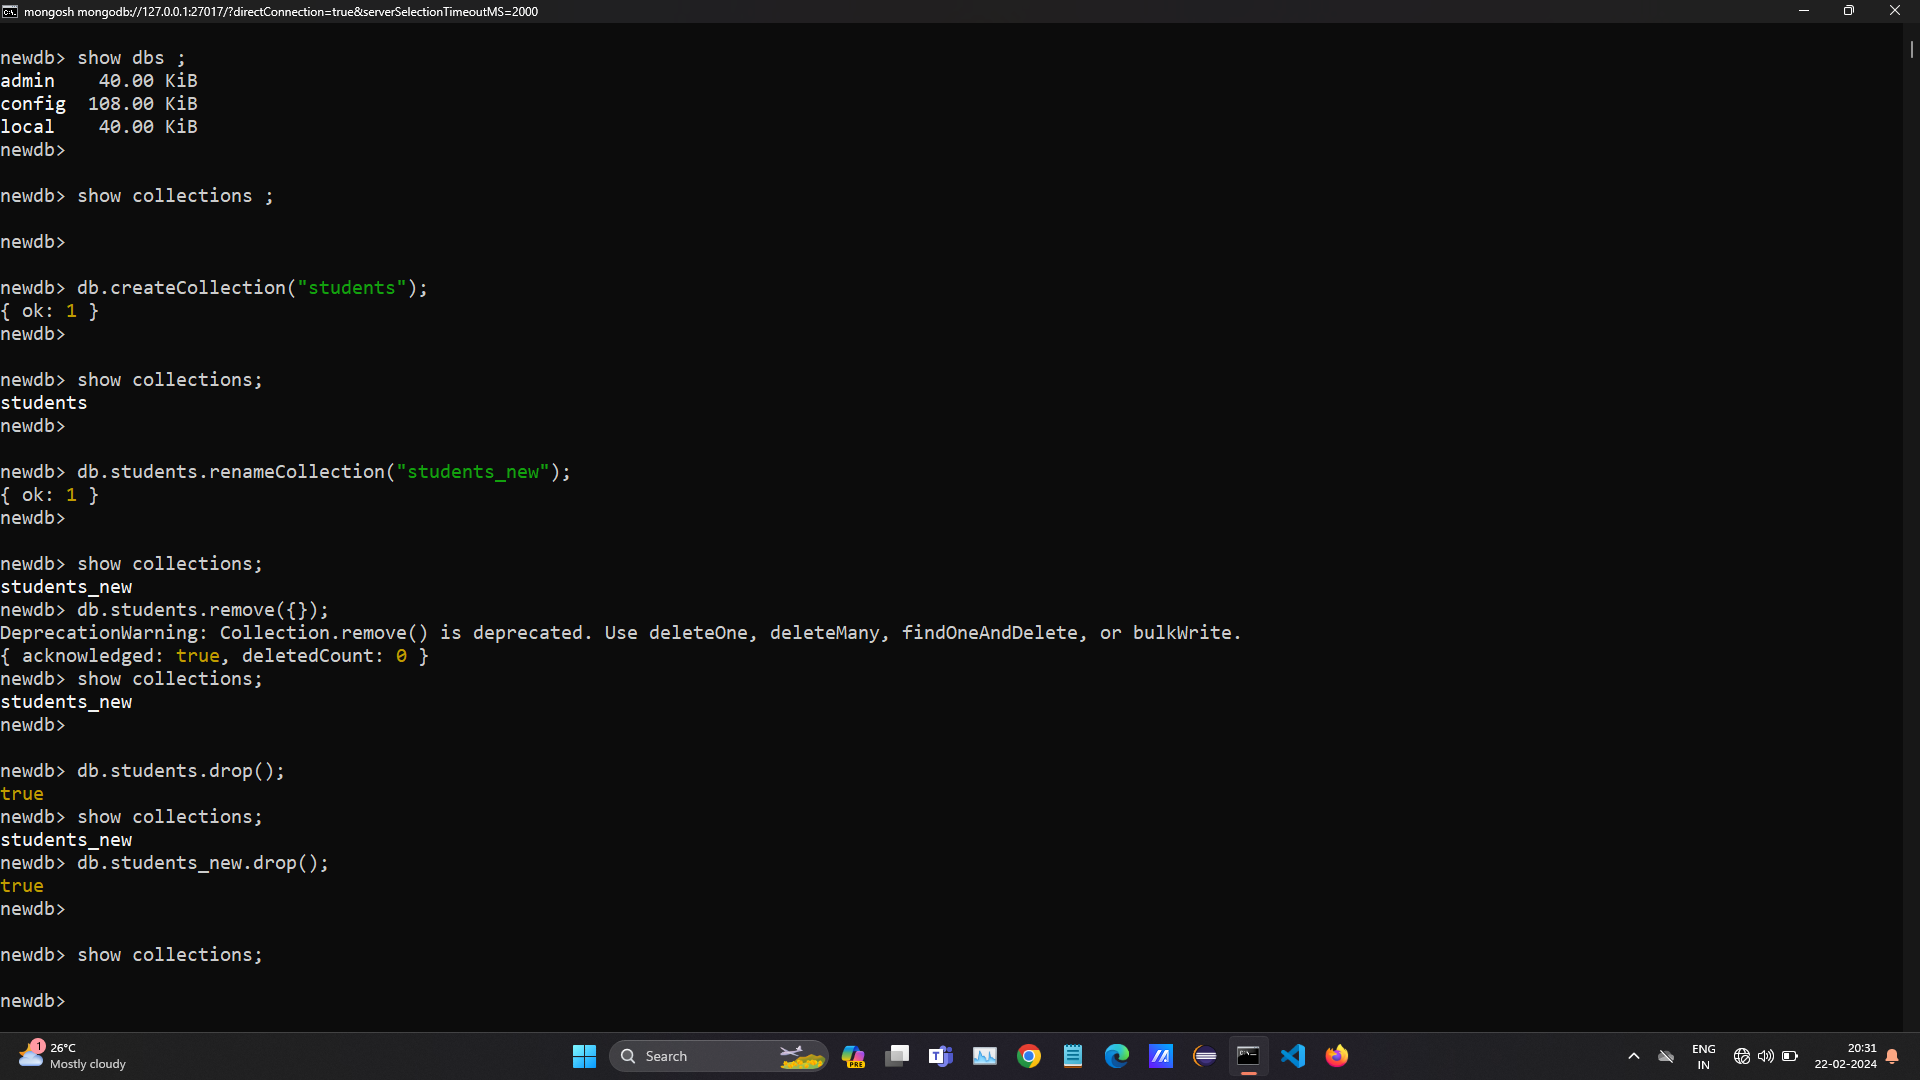 mongosh mongodb://127.0.0.1:27017/?directConnection=true&serverSelectionTimeoutMS=2000
newdb> show dbs ;
admin    40.00 KiB
config  108.00 KiB
local    40.00 KiB
newdb>
newdb> show collections ;
newdb>
newdb> db.createCollection("students");
{ ok: 1 }
newdb>
newdb> show collections;
students
newdb>
newdb> db.students.renameCollection("students_new");
{ ok: 1 }
newdb>
newdb> show collections;
students_new
newdb> db.students.remove({});
DeprecationWarning: Collection.remove() is deprecated. Use deleteOne, deleteMany, findOneAndDelete, or bulkWrite.
{ acknowledged: true, deletedCount: 0 }
newdb> show collections;
students_new
newdb>
newdb> db.students.drop();
true
newdb> show collections;
students_new
newdb> db.students_new.drop();
true
newdb>
newdb> show collections;
newdb>
1
26°C
Mostly cloudy
Search
PRE
ENG
IN
20:31
22-02-2024